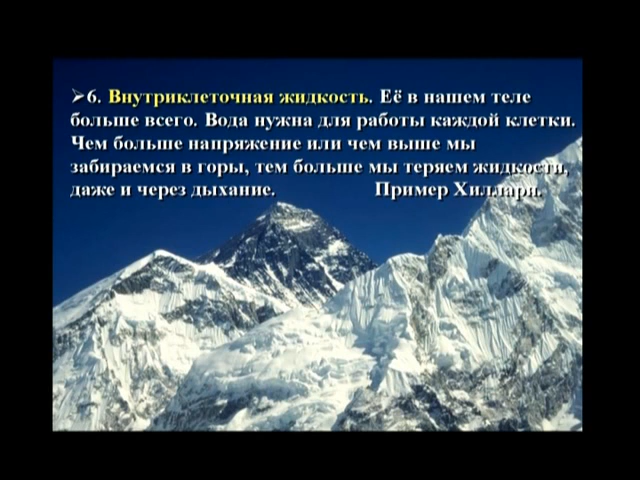 ➢6. Внутриклеточная жидкость. Её в нашем теле
больше всего. Вода нужна для работы каждой клетки.
Чем больше напряжение или чем выше мы
забираемся в горы, тем больше мы теряем жидкости,
даже и через дыхание. Пример Хиллари.